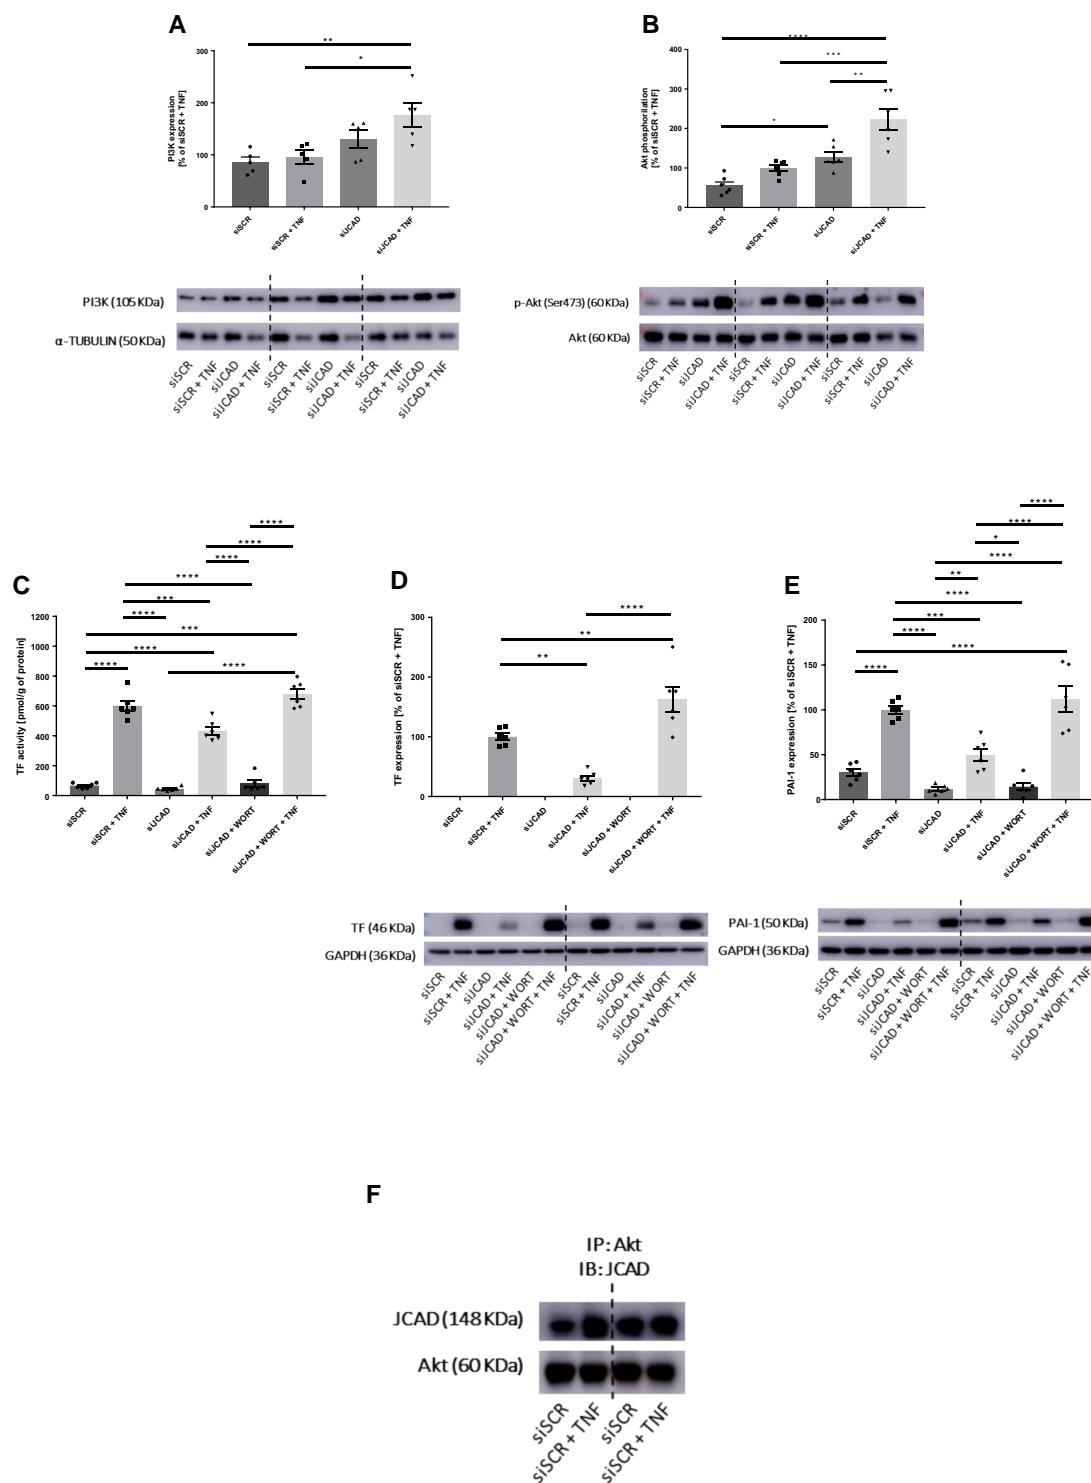 A
**
*
PI3K expression
[% of siSCR + TNF]
300
200
100
0
siSCR
siSCR + TNF
siJCAD
siJCAD + TNF
PI3K (105 KDa)
α-TUBULIN (50 KDa)
siSCR
siSCR + TNF
siJCAD
siJCAD + TNF
siSCR
siSCR + TNF
siJCAD
siJCAD + TNF
siSCR
siSCR + TNF
siJCAD
siJCAD + TNF
B
****
***
**
*
Akt phosphorilation
[% of siSCR + TNF]
400
300
200
100
0
siSCR
siSCR + TNF
siJCAD
siJCAD + TNF
p-Akt (Ser473) (60 KDa)
Akt (60 KDa)
siSCR
siSCR + TNF
siJCAD
siJCAD + TNF
siSCR
siSCR + TNF
siJCAD
siJCAD + TNF
siSCR
siSCR + TNF
siJCAD
siJCAD + TNF
C
****
****
****
****
***
****
***
****
****
****
TF activity [pmol/g of protein]
1200
1000
800
600
400
200
0
siSCR
siSCR + TNF
siJCAD
siJCAD + TNF
siJCAD + WORT
siJCAD + WORT + TNF
D
****
**
**
TF expression [% of siSCR + TNF]
300
200
100
0
siSCR
siSCR + TNF
siJCAD
siJCAD + TNF
siJCAD + WORT
siJCAD + WORT + TNF
TF (46 KDa)
GAPDH (36 KDa)
siSCR
siSCR + TNF
siJCAD
siJCAD + TNF
siJCAD + WORT
siJCAD + WORT + TNF
siSCR
siSCR + TNF
siJCAD
siJCAD + TNF
siJCAD + WORT
siJCAD + WORT + TNF
E
****
****
*
****
**
****
***
****
****
****
PAI-1 expression [% of siSCR + TNF]
200
150
100
50
0
siSCR
siSCR + TNF
siJCAD
siJCAD + TNF
siJCAD + WORT
siJCAD + WORT + TNF
PAI-1 (50 KDa)
GAPDH (36 KDa)
siSCR
siSCR + TNF
siJCAD
siJCAD + TNF
siJCAD + WORT
siJCAD + WORT + TNF
siSCR
siSCR + TNF
siJCAD
siJCAD + TNF
siJCAD + WORT
siJCAD + WORT + TNF
F
IP: Akt
IB: JCAD
JCAD (148 KDa)
Akt (60 KDa)
siSCR
siSCR + TNF
siSCR
siSCR + TNF